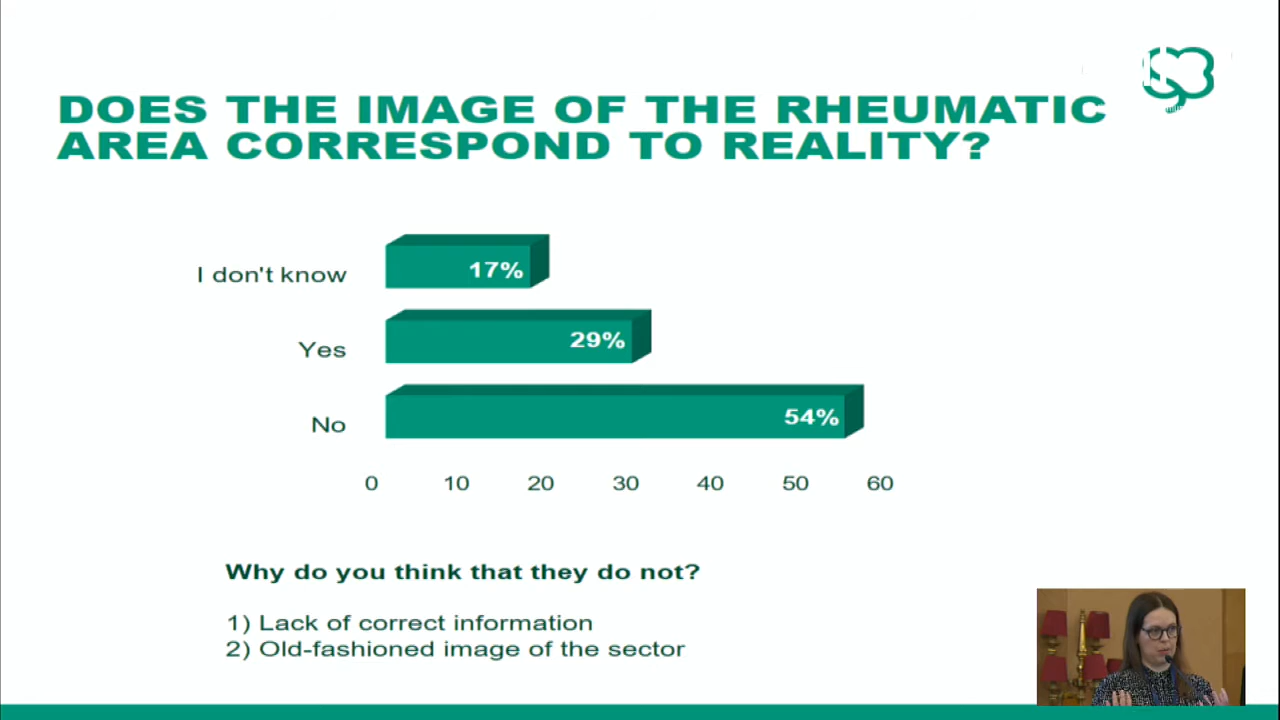 DOES THE IMAGE OF THE RHEUMATIC
AREA CORRESPOND TO REALITY?
I don't know
17%
Yes
29%
No
54%
0 10 20 30 40 50 60
Why do you think that they do not?
1) Lack of correct information
2) Old-fashioned image of the sector